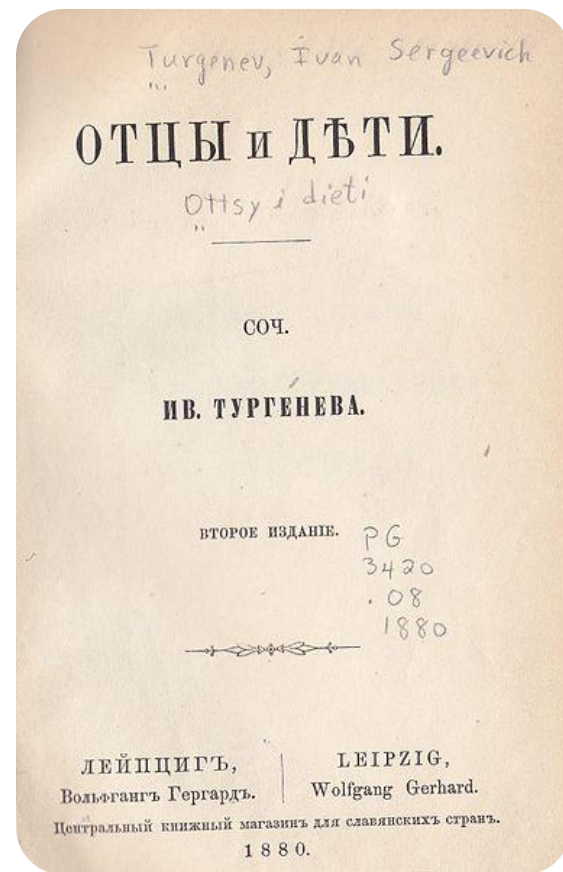 Turgenev, Ivan Sergeevich
ОТЦЫ и ДѢТИ.
Ottsy i dieti
СОЧ.
ИВ. ТУРГЕНЕВА.
ВТОРОЕ ИЗДАНІЕ.
PG
3420
.08
1880
ЛЕЙПЦИГЪ,
Вольфгангъ Гергардъ.
LEIPZIG,
Wolfgang Gerhard.
Центральный книжный магазинъ для славянскихъ странъ.
1880.